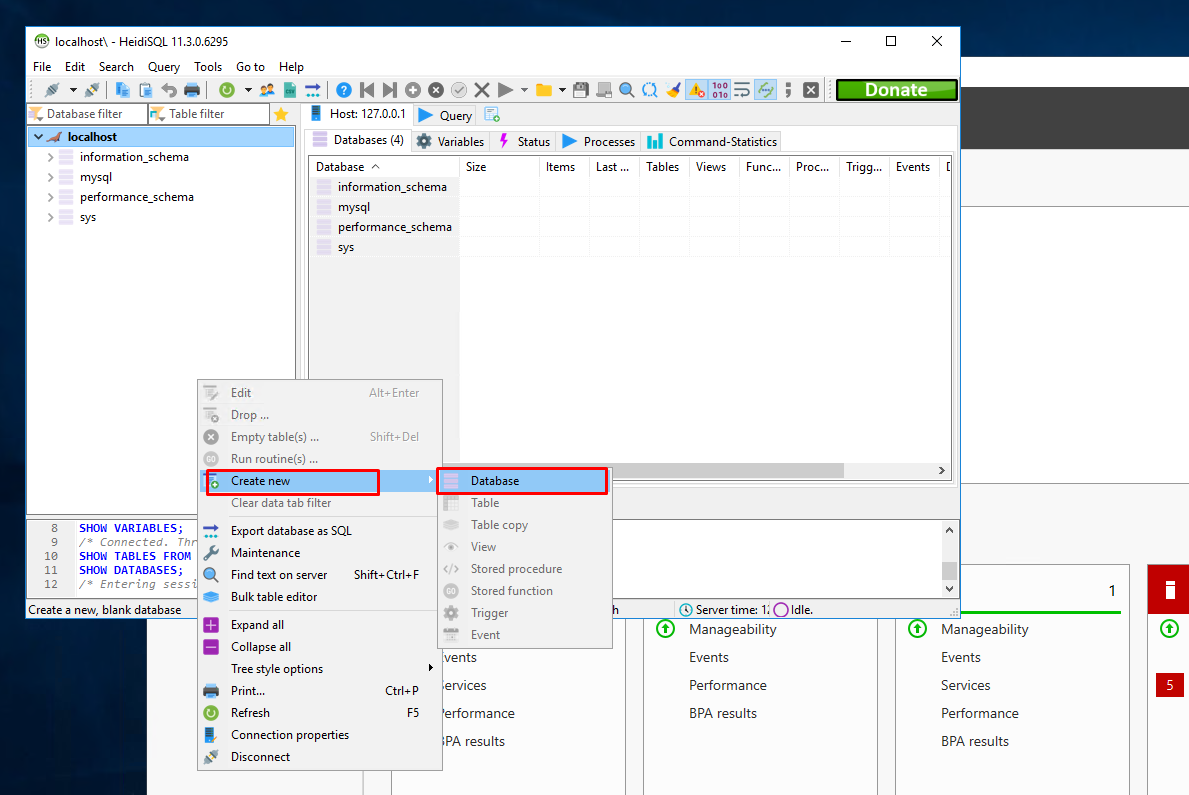 localhost\ - HeidiSQL 11.3.0.6295
File Edit Search Query Tools Go to Help
Donate
Database filter Table filter
Host: 127.0.0.1 Query
localhost
information_schema
mysql
performance_schema
sys
Databases (4) Variables Status Processes Command-Statistics
Database Size Items Last ... Tables Views Func... Proc... Trigg... Events
information_schema
mysql
performance_schema
sys
Edit Alt+Enter
Drop ...
Empty table(s) ... Shift+Del
Run routine(s) ...
Create new
Clear data tab filter
Export database as SQL
Maintenance
Find text on server Shift+Ctrl+F
Bulk table editor
Expand all
Collapse all
Tree style options
Print... Ctrl+P
Refresh F5
Connection properties
Disconnect
Database
Table
Table copy
View
Stored procedure
Stored function
Trigger
Event
8 SHOW VARIABLES;
9 /* Connected. Thr
10 SHOW TABLES FROM
11 SHOW DATABASES;
12 /* Entering sessi
Create a new, blank database
Server time: 12
Idle.
vents
ervices
Performance
BPA results
Manageability
Events
Performance
BPA results
1
Manageability
Events
Services
Performance
BPA results
5